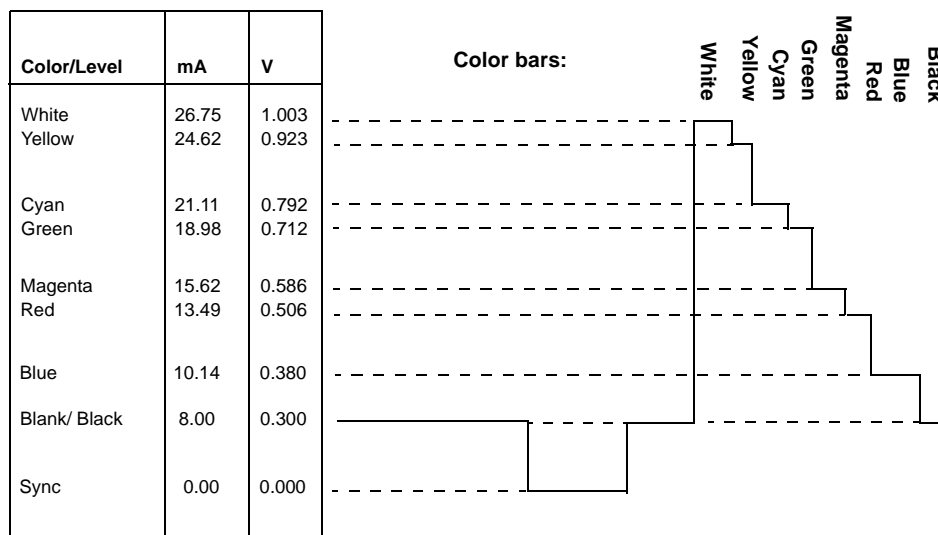 Color/Level mA V
Color bars:
White
Yellow
Cyan
Green
Magenta
Red
Blue
Black
White 26.75 1.003
Yellow 24.62 0.923
Cyan 21.11 0.792
Green 18.98 0.712
Magenta 15.62 0.586
Red 13.49 0.506
Blue 10.14 0.380
Blank/ Black 8.00 0.300
Sync 0.00 0.000